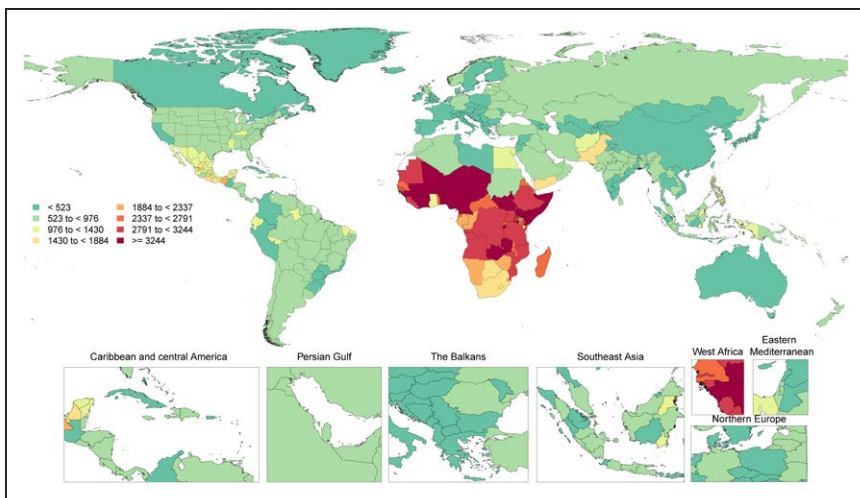 < 523
523 to < 976
976 to < 1430
1430 to < 1884
1884 to < 2337
2337 to < 2791
2791 to < 3244
>= 3244
Caribbean and central America
Persian Gulf
The Balkans
Southeast Asia
West Africa
Eastern
Mediterranean
Northern Europe